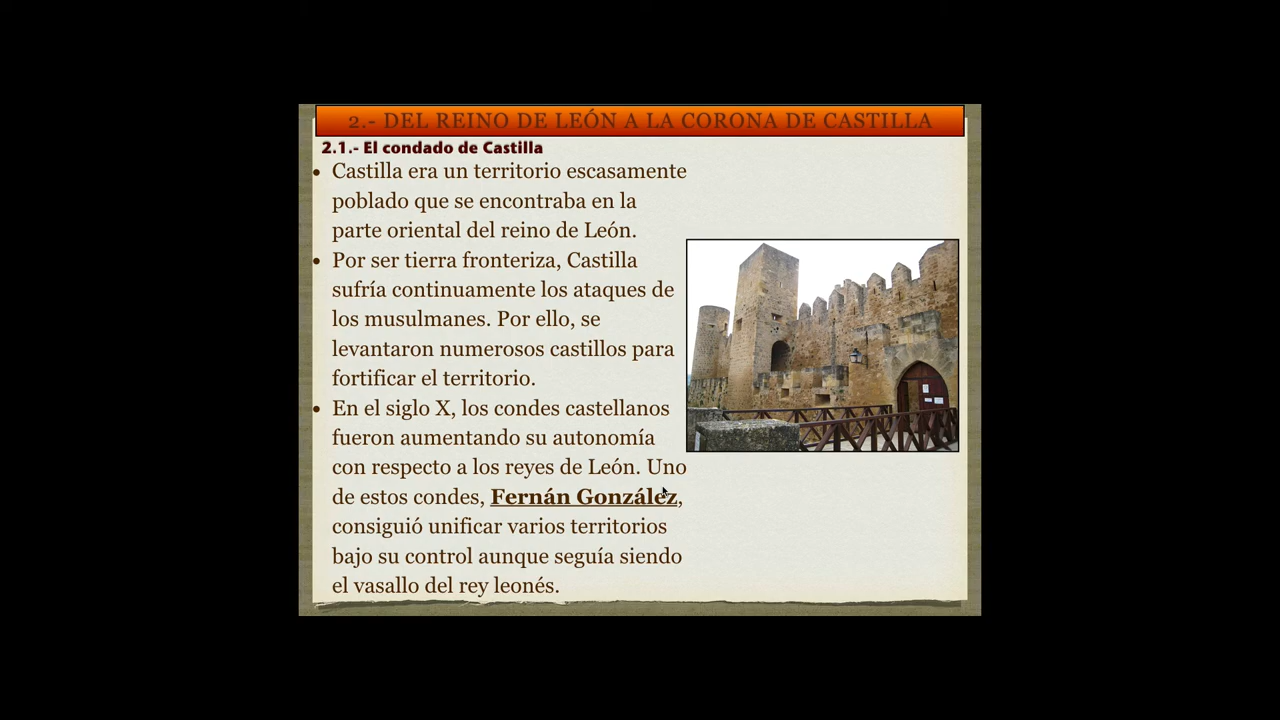 2.- DEL REINO DE LEÓN A LA CORONA DE CASTILLA
2.1.- El condado de Castilla
• Castilla era un territorio escasamente
poblado que se encontraba en la
parte oriental del reino de León.
• Por ser tierra fronteriza, Castilla
sufría continuamente los ataques de
los musulmanes. Por ello, se
levantaron numerosos castillos para
fortificar el territorio.
• En el siglo X, los condes castellanos
fueron aumentando su autonomía
con respecto a los reyes de León. Uno
de estos condes, Fernán González,
consiguió unificar varios territorios
bajo su control aunque seguía siendo
el vasallo del rey leonés.